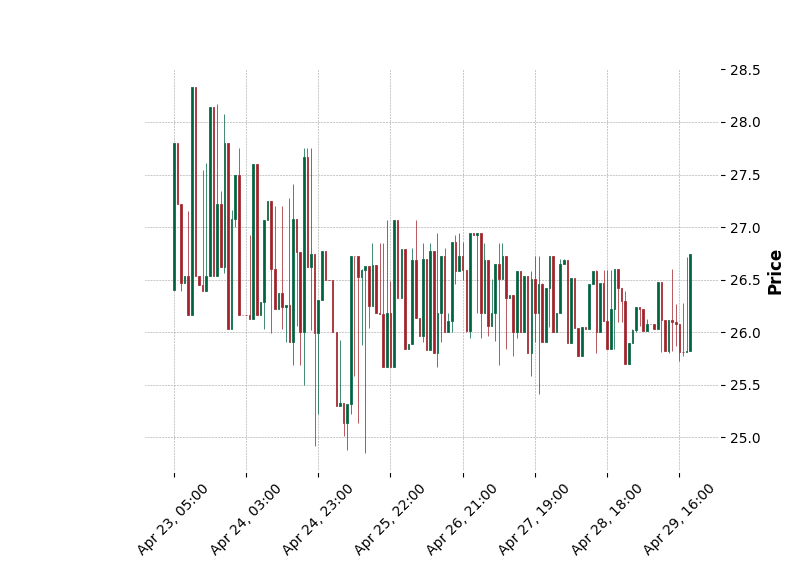 28.5
28.0
27.5
27.0
26.5
26.0
25.5
25.0
Price
Apr 23, 05:00
Apr 24, 03:00
Apr 24, 23:00
Apr 25, 22:00
Apr 26, 21:00
Apr 27, 19:00
Apr 28, 18:00
Apr 29, 16:00